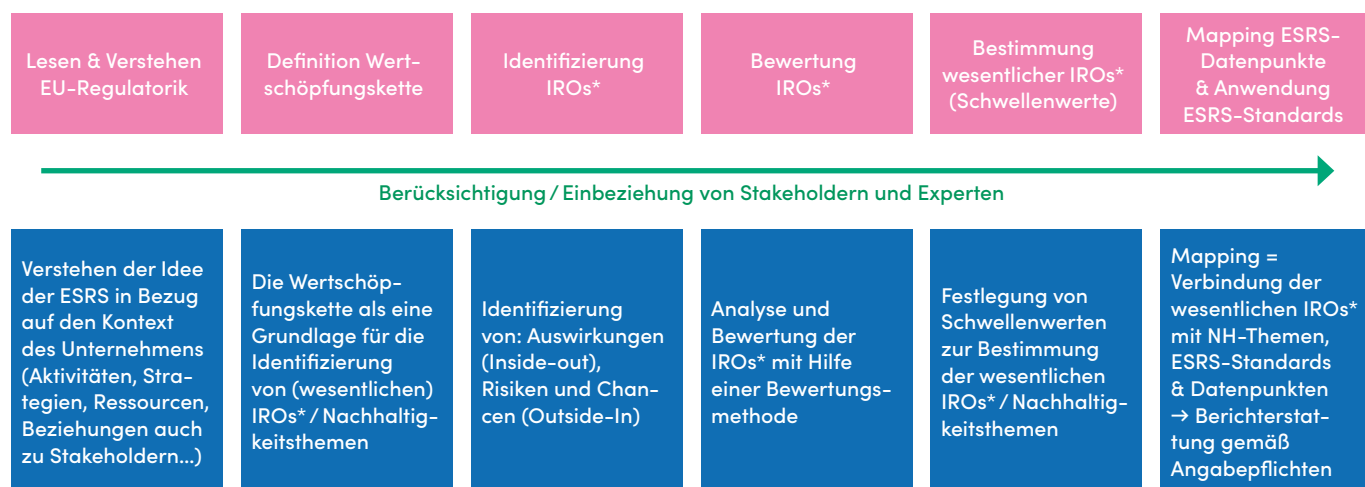 Lesen & Verstehen
EU-Regulatorik
Definition Wert-
schöpfungskette
Identifizierung
IROs*
Bewertung
IROs*
Bestimmung
wesentlicher IROs*
(Schwellenwerte)
Mapping ESRS-
Datenpunkte
& Anwendung
ESRS-Standards
Berücksichtigung / Einbeziehung von Stakeholdern und Experten
Verstehen der Idee
der ESRS in Bezug
auf den Kontext
des Unternehmens
(Aktivitäten, Stra-
tegien, Ressourcen,
Beziehungen auch
zu Stakeholdern...)
Die Wertschöp-
fungskette als eine
Grundlage für die
Identifizierung
von (wesentlichen)
IROs* / Nachhaltig-
keitsthemen
Identifizierung
von: Auswirkungen
(Inside-out),
Risiken und Chan-
cen (Outside-In)
Analyse und
Bewertung der
IROs* mit Hilfe
einer Bewertungs-
methode
Festlegung von
Schwellenwerten
zur Bestimmung
der wesentlichen
IROs* / Nachhaltig-
keitsthemen
Mapping =
Verbindung der
wesentlichen IROs*
mit NH-Themen,
ESRS-Standards
& Datenpunkten
→ Berichterstat-
tung gemäß
Angabepflichten